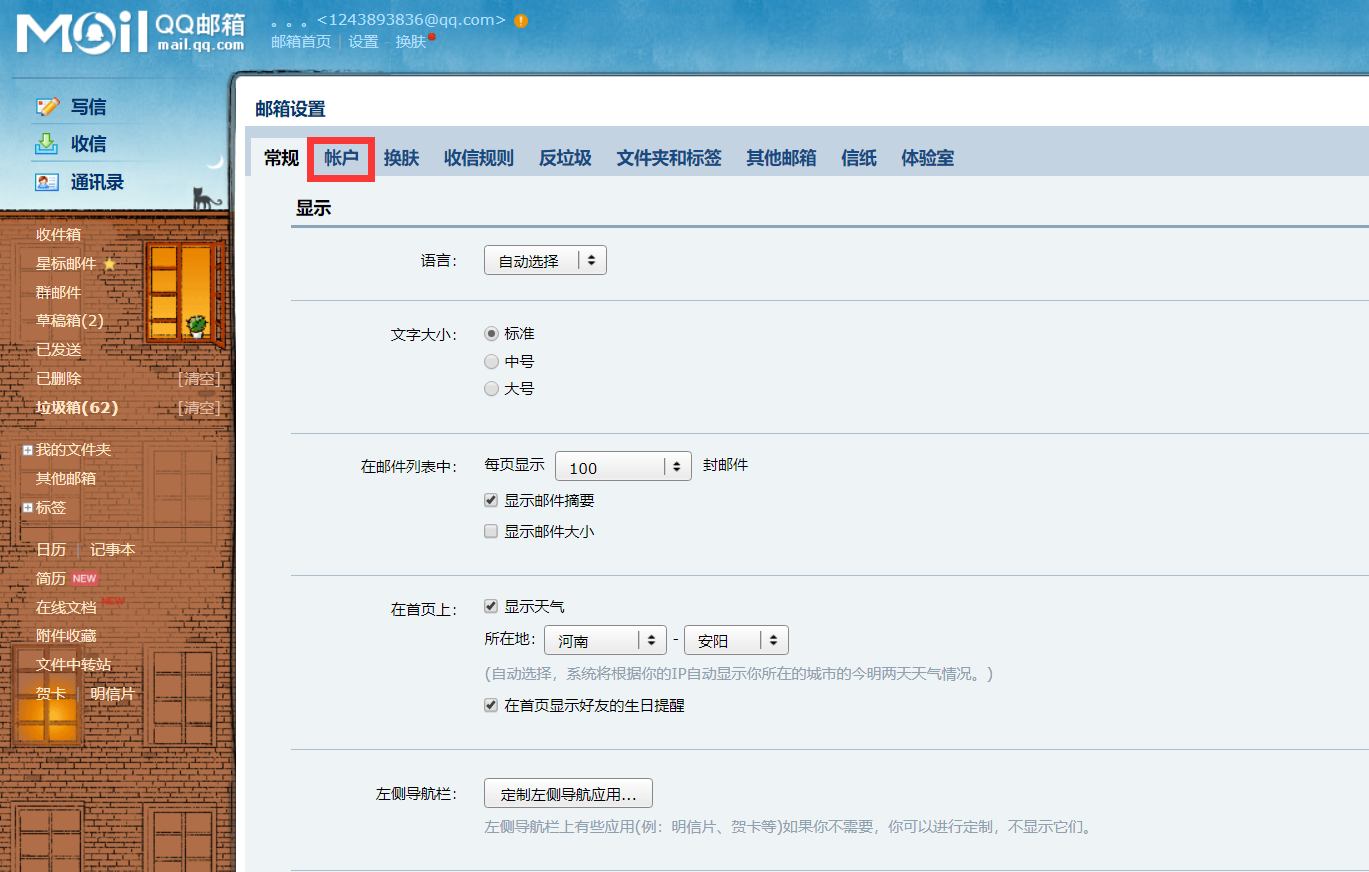 MOil QQ邮箱
mail.qq.com
。。。<1243893836@qq.com>
邮箱首页 | 设置 - 换肤
写信
收信
通讯录
收件箱
星标邮件
群邮件
草稿箱(2)
已发送
已删除 [清空]
垃圾箱(62) [清空]
我的文件夹
其他邮箱
标签
日历 | 记事本
简历 NEW
在线文档 NEW
附件收藏
文件中转站
贺卡 | 明信片
邮箱设置
常规 帐户 换肤 收信规则 反垃圾 文件夹和标签 其他邮箱 信纸 体验室
显示
语言： 自动选择
文字大小： 标准
中号
大号
在邮件列表中： 每页显示 100 封邮件
显示邮件摘要
显示邮件大小
在首页上： 显示天气
所在地： 河南 - 安阳
(自动选择，系统将根据你的IP自动显示你所在的城市的今明两天天气情况。)
在首页显示好友的生日提醒
左侧导航栏： 定制左侧导航应用...
左侧导航栏上有些应用(例：明信片、贺卡等)如果你不需要，你可以进行定制，不显示它们。